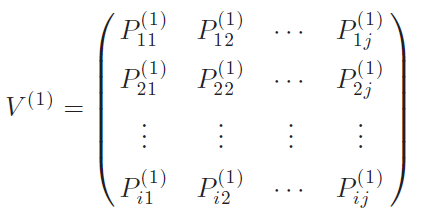 V^{(1)} = \begin{pmatrix} P_{11}^{(1)} & P_{12}^{(1)} & \cdots & P_{1j}^{(1)} \\
P_{21}^{(1)} & P_{22}^{(1)} & \cdots & P_{2j}^{(1)} \\
\vdots & \vdots & \vdots & \vdots \\
P_{i1}^{(1)} & P_{i2}^{(1)} & \cdots & P_{ij}^{(1)} \end{pmatrix}